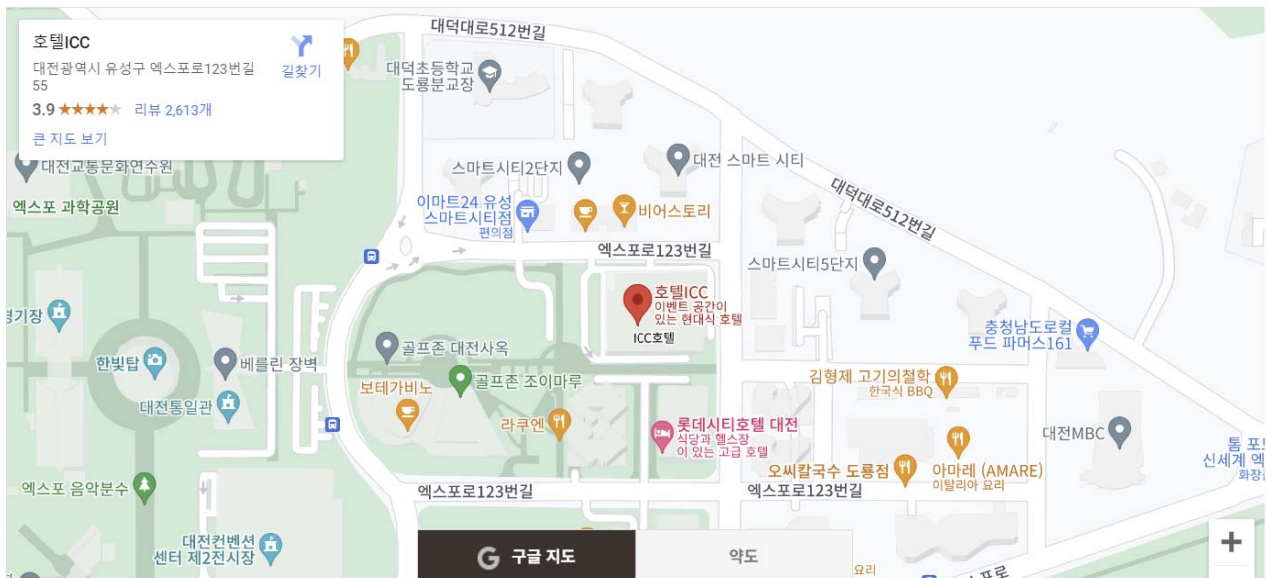 호텔ICC
대전광역시 유성구 엑스포로123번길
55
길찾기
3.9 ★★★★★ 리뷰 2,613개
큰 지도 보기
대덕대로512번길
대덕초등학교
도룡분교장
대전교통문화연수원
스마트시티2단지
대전 스마트 시티
엑스포 과학공원
이마트24 유성
스마트시티점
편의점
비어스토리
대덕대로512번길
엑스포로123번길
스마트시티5단지
호텔ICC
이벤트 공간이
있는 현대식 호텔
ICC호텔
경기장
충청남도로컬
푸드 파머스161
한빛탑
베를린 장벽
골프존 대전사옥
보테가비노
골프존 조이마루
김형제 고기의철학
한국식 BBQ
대전통일관
라쿠엔
롯데시티호텔 대전
식당과 헬스장
이 있는 고급 호텔
대전MBC
톰 포
신세계 엑
화장품
오씨칼국수 도룡점
아마레 (AMARE)
이탈리아 요리
엑스포 음악분수
엑스포로123번길
엑스포로123번길
대전컨벤션
센터 제2전시장
G 구글 지도
약도
요리
+